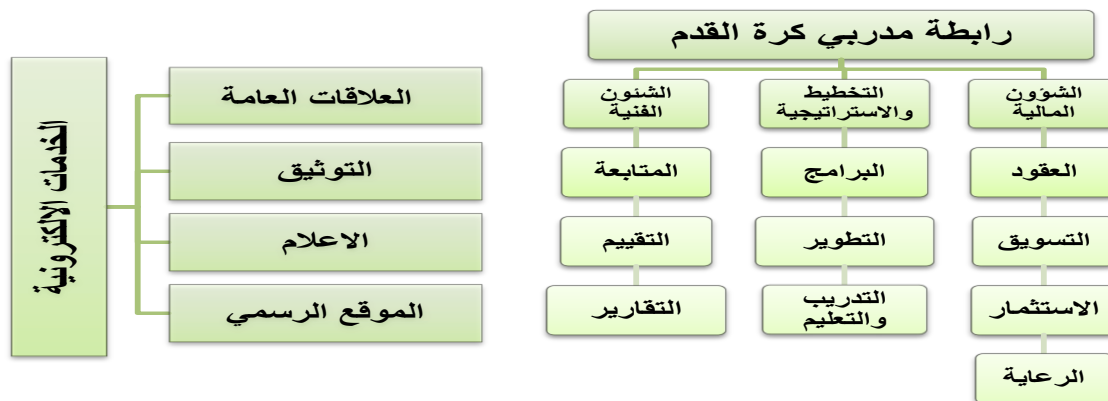 رابطة مدربي كرة القدم
الشؤون
المالية
العقود
التسويق
الاستثمار
الرعاية
التخطيط
والاستراتيجية
البرامج
التطوير
التدريب
والتعليم
الشئون
الفنية
المتابعة
التقييم
التقارير
الخدمات الالكترونية
العلاقات العامة
التوثيق
الاعلام
الموقع الرسمي